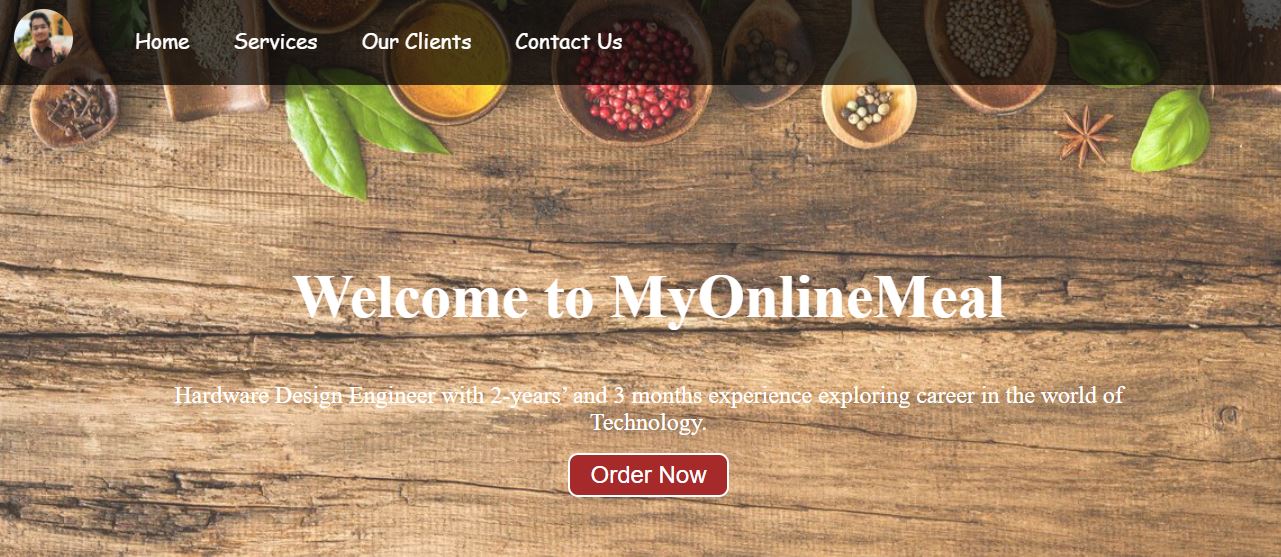 Home Services Our Clients Contact Us
Welcome to MyOnlineMeal
Hardware Design Engineer with 2-years’ and 3 months experience exploring career in the world of
Technology.
Order Now